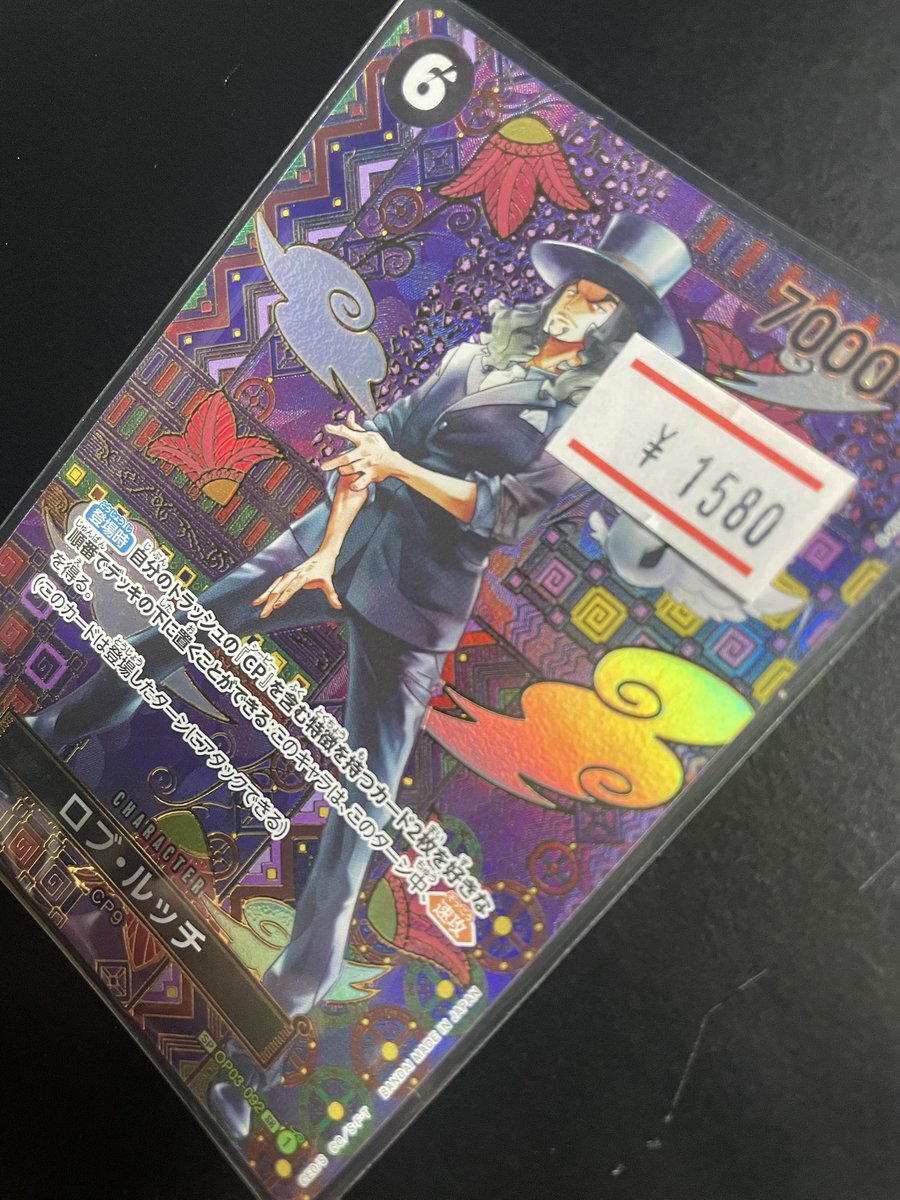 6
7000
¥1580
登場時 自分のトラッシュの『CP』を含む特徴を持つカード2枚を好きな
順番でデッキの下に置くことができる:このキャラは、このターン中、速攻
を得る。
(このカードは登場したターンにアタックできる)
CHARACTER
ロブ・ルッチ
CP9
SP OP03-092 SR 1
BANDAI MADE IN JAPAN